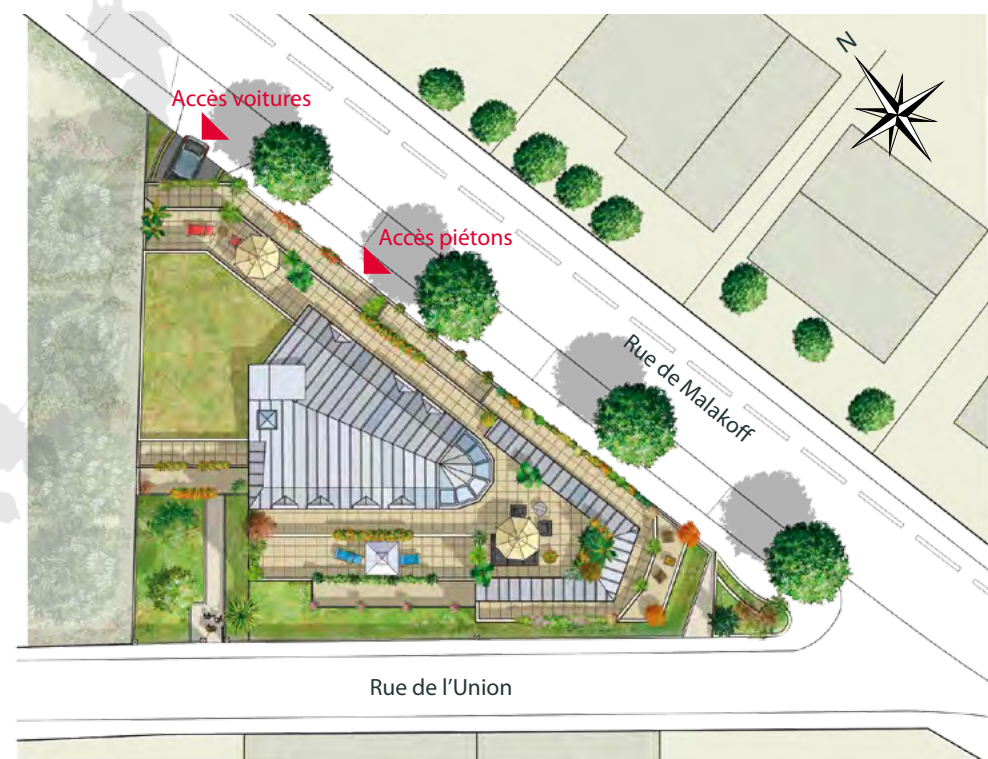 N
Accès voitures
Accès piétons
Rue de Malakoff
Rue de l'Union